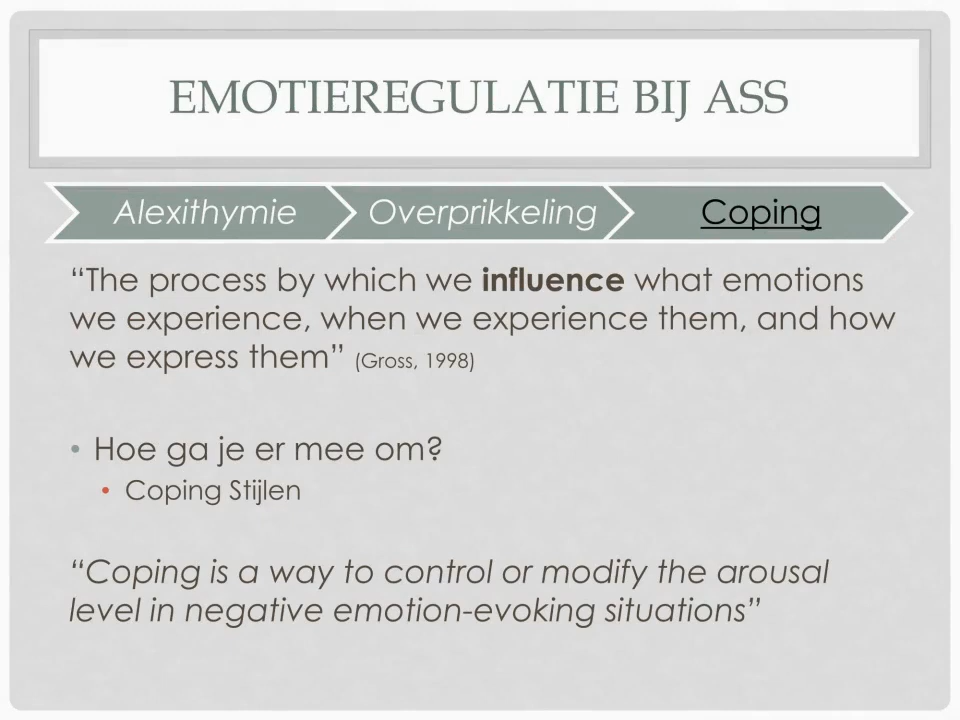 EMOTIEREGULATIE BIJ ASS
Alexithymie Overprikkeling Coping
“The process by which we influence what emotions
we experience, when we experience them, and how
we express them” (Gross, 1998)
• Hoe ga je er mee om?
• Coping Stijlen
“Coping is a way to control or modify the arousal
level in negative emotion-evoking situations”